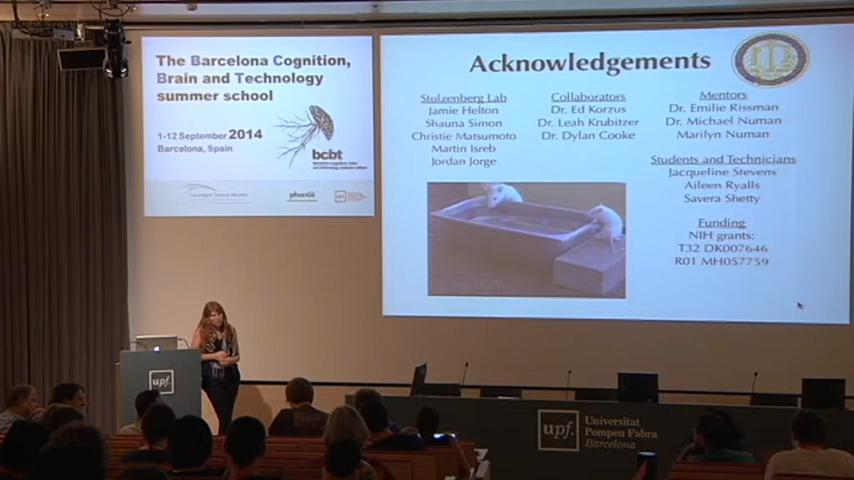 The Barcelona Cognition,
Brain and Technology
summer school
1-12 September 2014
Barcelona, Spain
bcbt
phantos
upf
Acknowledgements
Stolzenberg Lab
Jamie Helton
Shauna Simon
Christie Matsumoto
Martin Isreb
Jordan Jorge
Collaborators
Dr. Ed Korzus
Dr. Leah Krubitzer
Dr. Dylan Cooke
Mentors
Dr. Emilie Rissman
Dr. Michael Numan
Marilyn Numan
Students and Technicians
Jacqueline Stevens
Aileen Ryalls
Savera Shetty
Funding
NIH grants:
T32 DK007646
R01 MH057759
upf.
upf.
Universitat
Pompeu Fabra
Barcelona